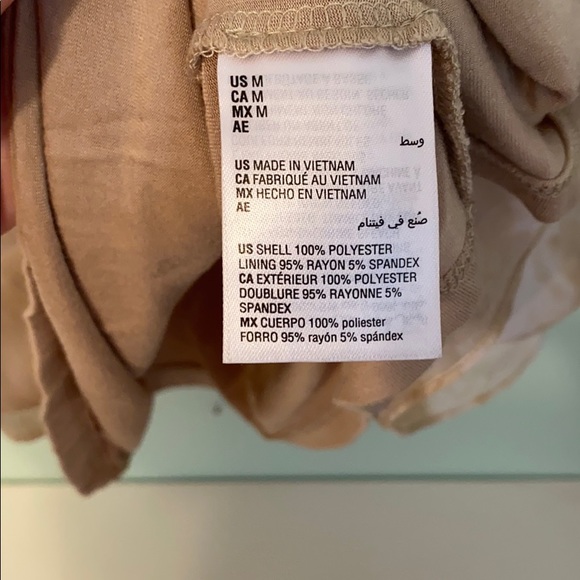 US M
CA M
MX M
AE
وسط
US MADE IN VIETNAM
CA FABRIQUÉ AU VIETNAM
MX HECHO EN VIETNAM
AE
صُنع في فيتنام
US SHELL 100% POLYESTER
LINING 95% RAYON 5% SPANDEX
CA EXTÉRIEUR 100% POLYESTER
DOUBLURE 95% RAYONNE 5%
SPANDEX
MX CUERPO 100% poliester
FORRO 95% rayón 5% spándex